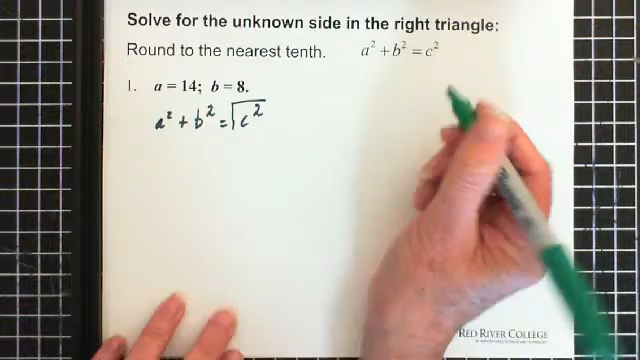 Solve for the unknown side in the right triangle:
Round to the nearest tenth. a² + b² = c²
1. a = 14; b = 8.
a² + b² = √c²
RED RIVER COLLEGE